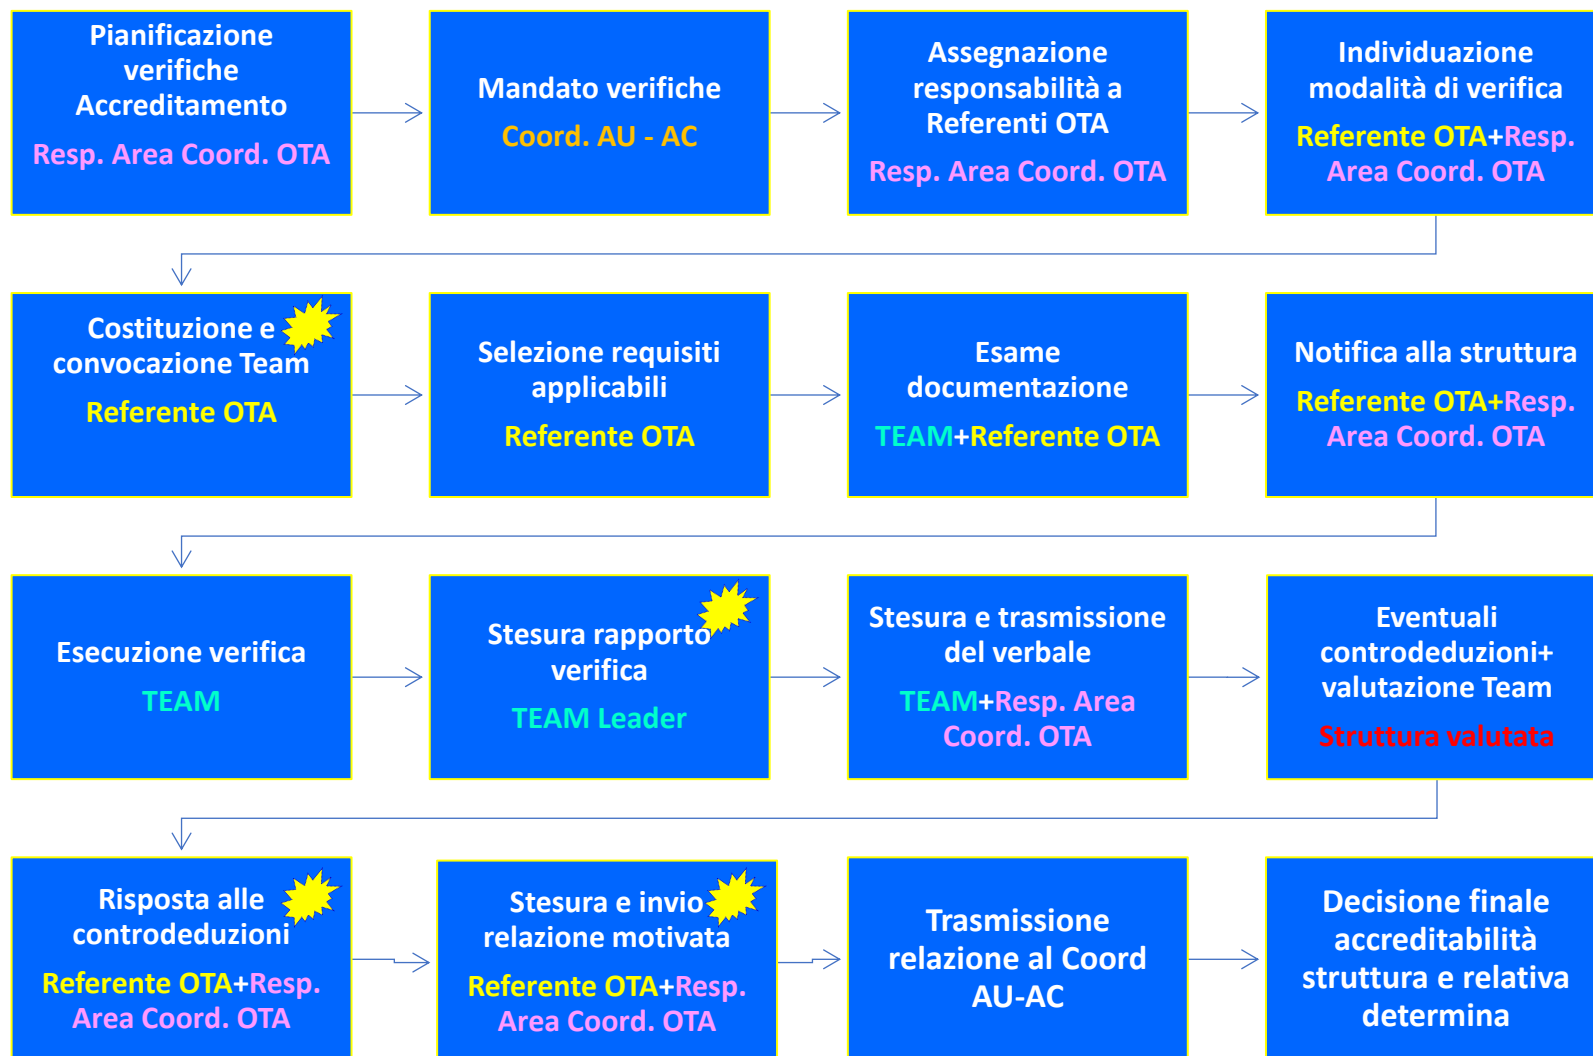 Pianificazione
verifiche
Accreditamento
Resp. Area Coord. OTA
Mandato verifiche
Coord. AU - AC
Assegnazione
responsabilità a
Referenti OTA
Resp. Area Coord. OTA
Individuazione
modalità di verifica
Referente OTA+Resp.
Area Coord. OTA
Costituzione e
convocazione Team
Referente OTA
Selezione requisiti
applicabili
Referente OTA
Esame
documentazione
TEAM+Referente OTA
Notifica alla struttura
Referente OTA+Resp.
Area Coord. OTA
Esecuzione verifica
TEAM
Stesura rapporto
verifica
TEAM Leader
Stesura e trasmissione
del verbale
TEAM+Resp. Area
Coord. OTA
Eventuali
controdeduzioni+
valutazione Team
Struttura valutata
Risposta alle
controdeduzioni
Referente OTA+Resp.
Area Coord. OTA
Stesura e invio
relazione motivata
Referente OTA+Resp.
Area Coord. OTA
Trasmissione
relazione al Coord
AU-AC
Decisione finale
accreditabilità
struttura e relativa
determina